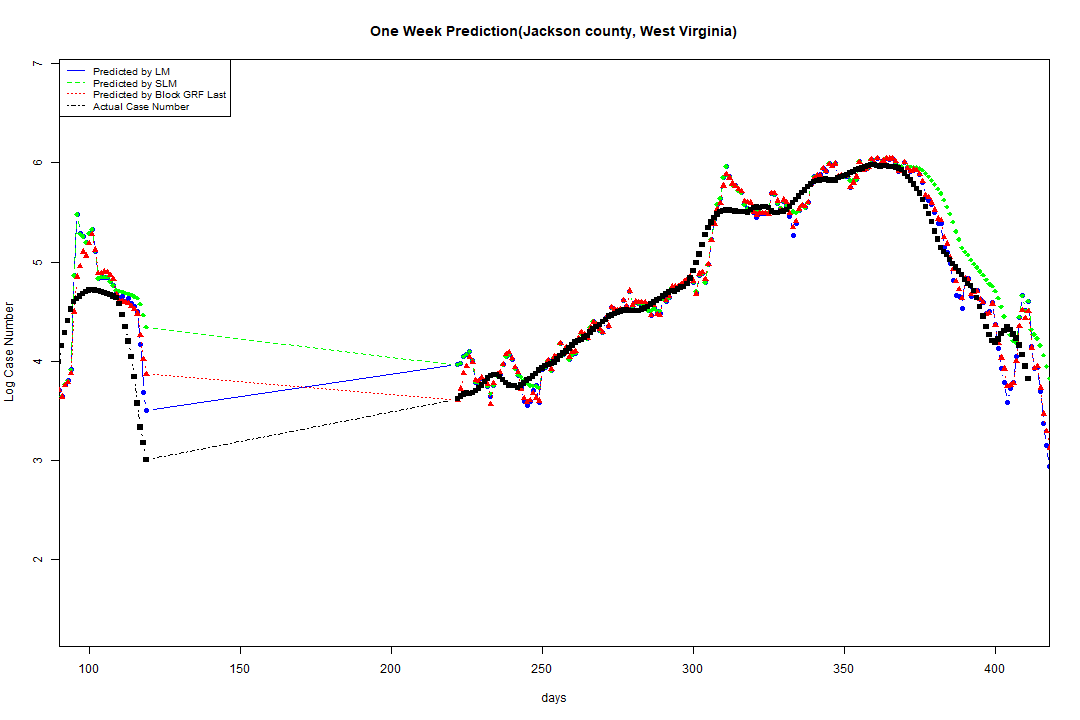 One Week Prediction(Jackson county, West Virginia)
7
Predicted by LM
Predicted by SLM
Predicted by Block GRF Last
Actual Case Number
6
5
4
3
2
Log Case Number
100 150 200 250 300 350 400
days